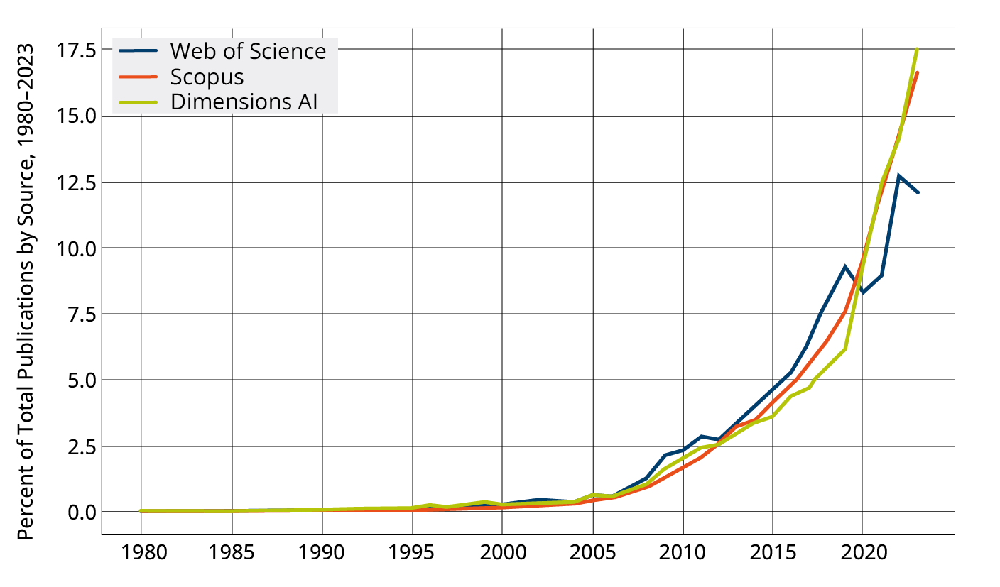 Percent of Total Publications by Source, 1980–2023
17.5
15.0
12.5
10.0
7.5
5.0
2.5
0.0
Web of Science
Scopus
Dimensions AI
1980 1985 1990 1995 2000 2005 2010 2015 2020